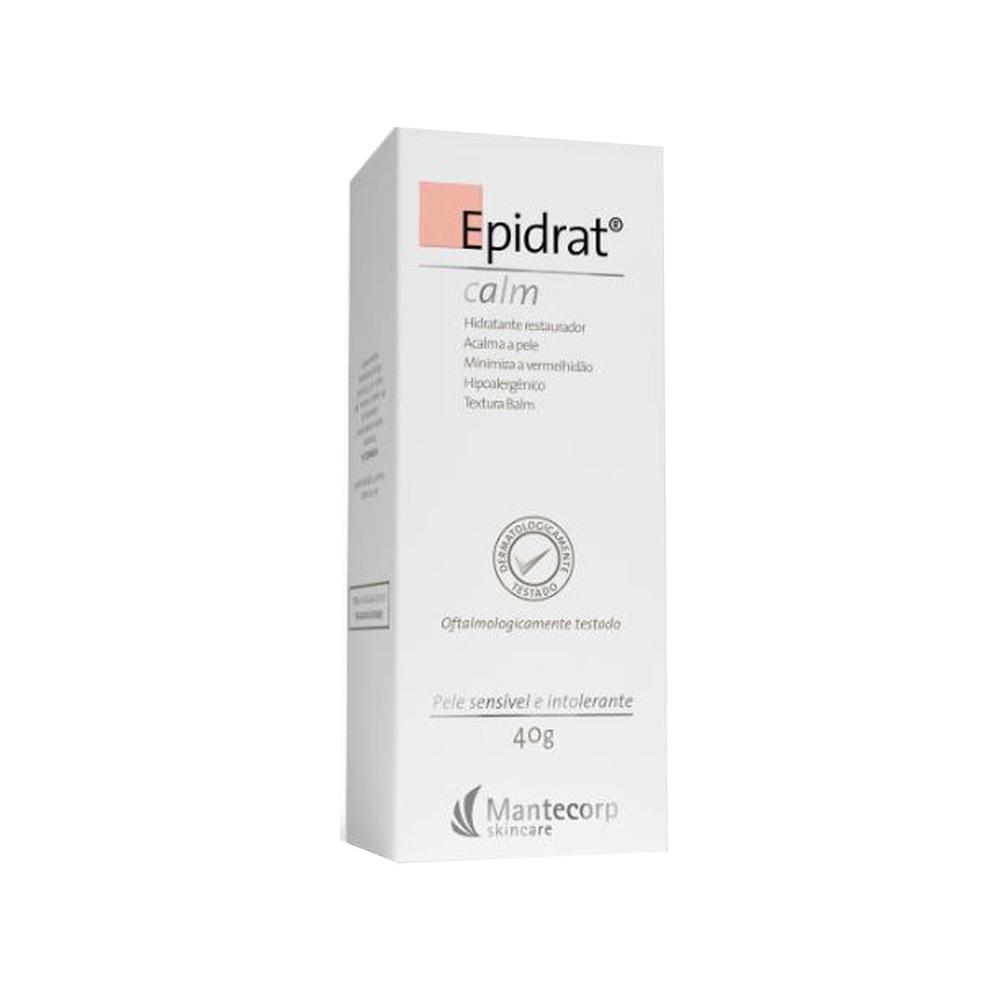 Epidrat®
calm
Hidratante restaurador
Acalma a pele
Minimiza a vermelhidão
Hipoalergênico
Textura Balm
DERMATOLOGICAMENTE
TESTADO
Oftalmologicamente testado
Pele sensível e intolerante
40g
Mantecorp
skincare